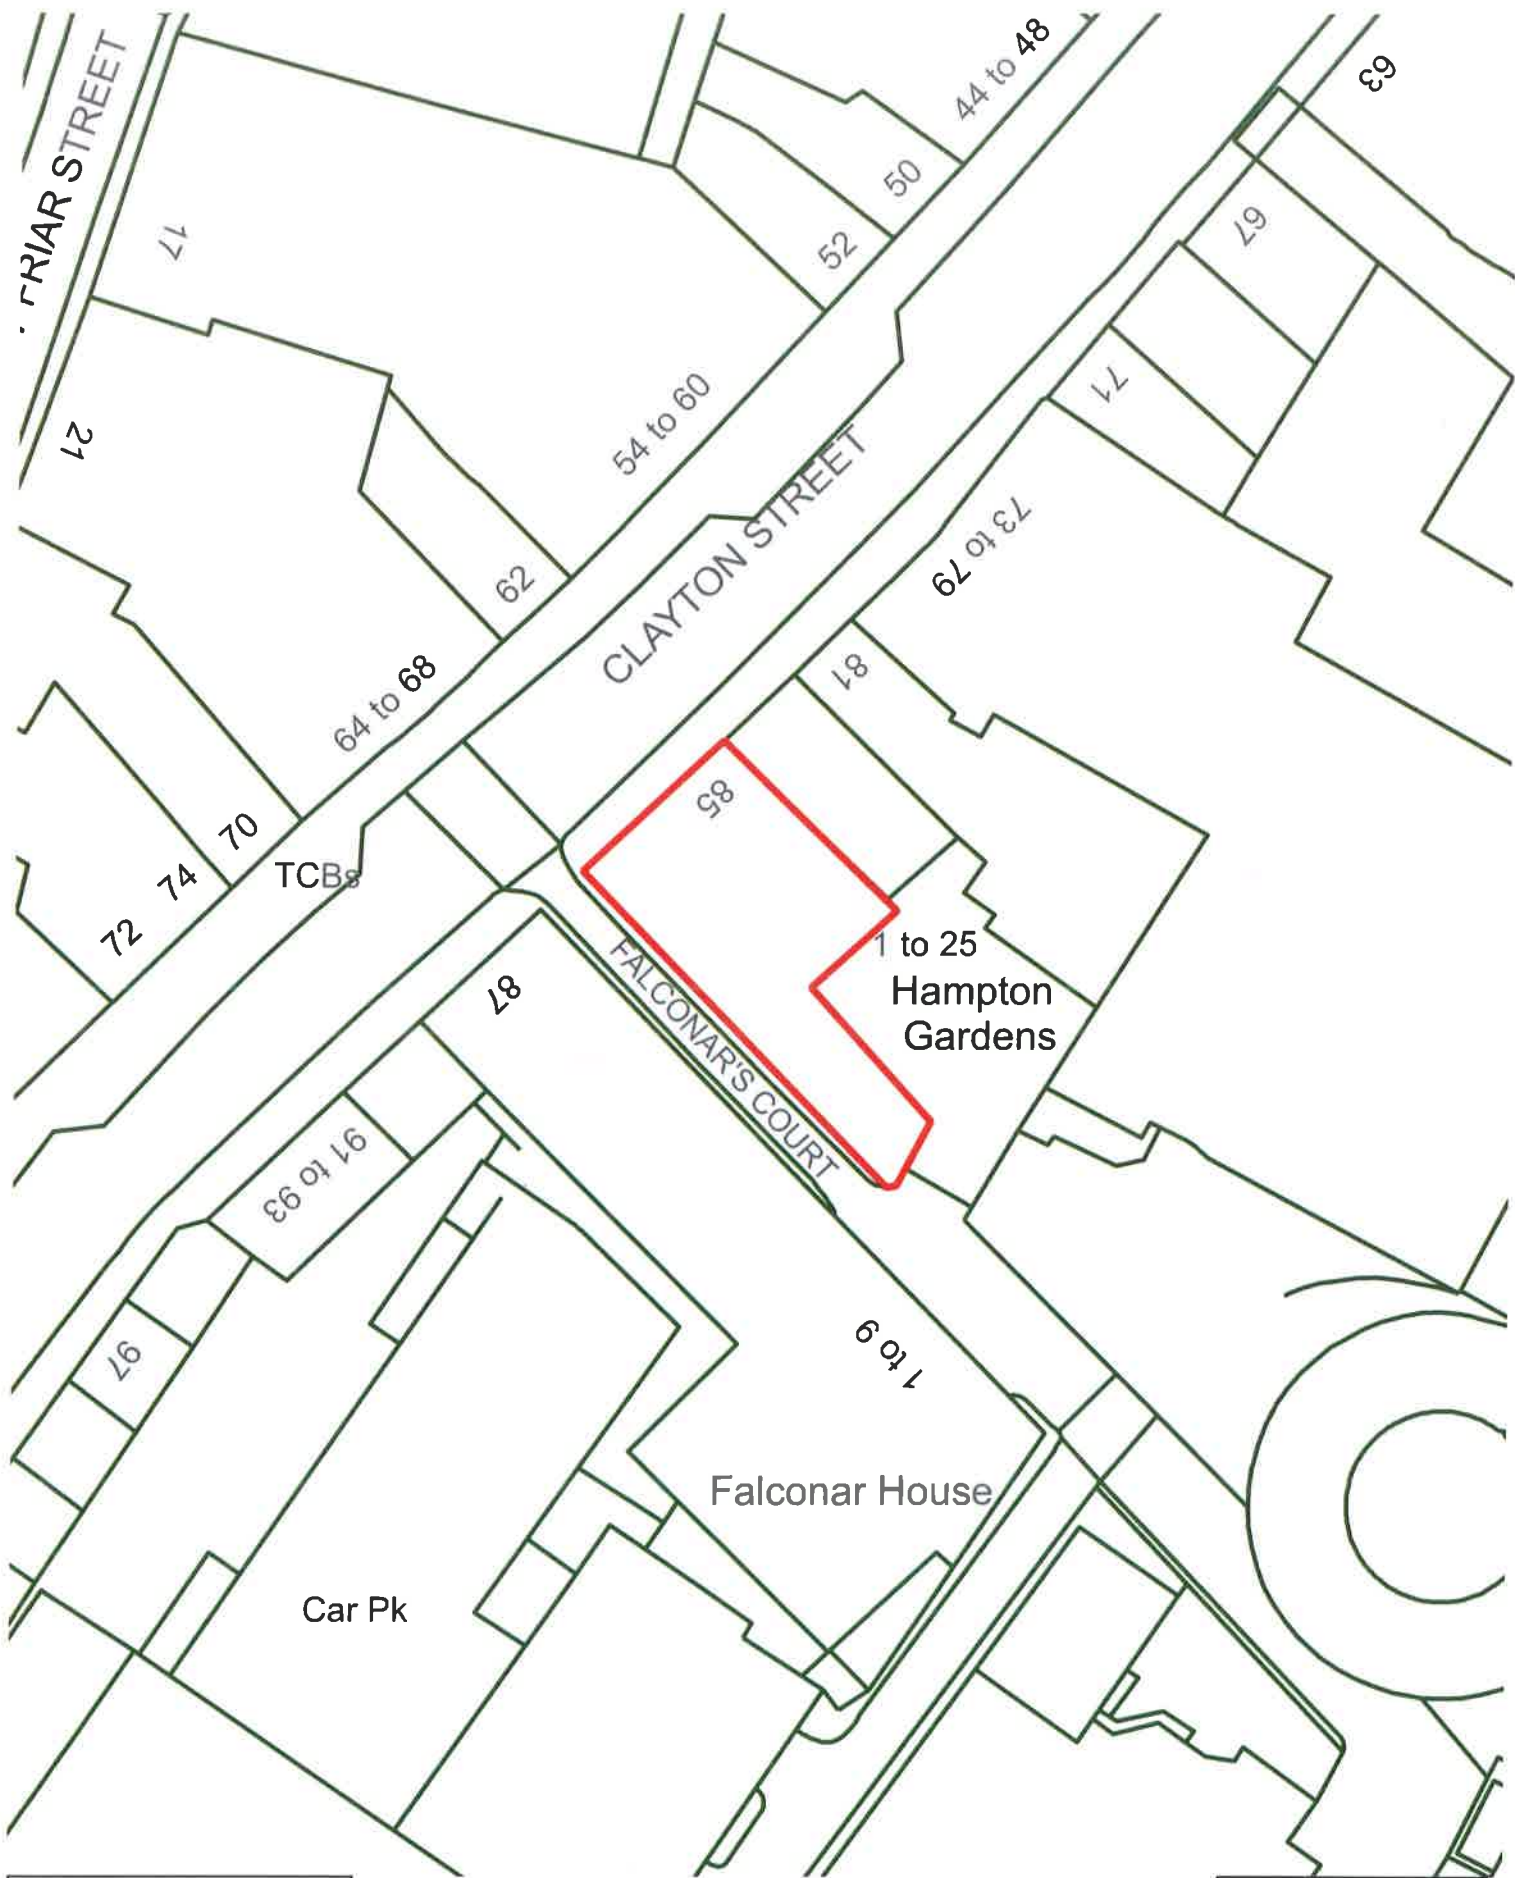 44 to 48
63
FRIAR STREET
50
67
17
52
71
54 to 60
21
CLAYTON STREET
73 to 79
62
81
64 to 68
85
70
TCBs
74
72
1 to 25
Hampton
Gardens
87
FALCONAR'S COURT
91 to 93
97
1 to 9
Falconar House
Car Pk